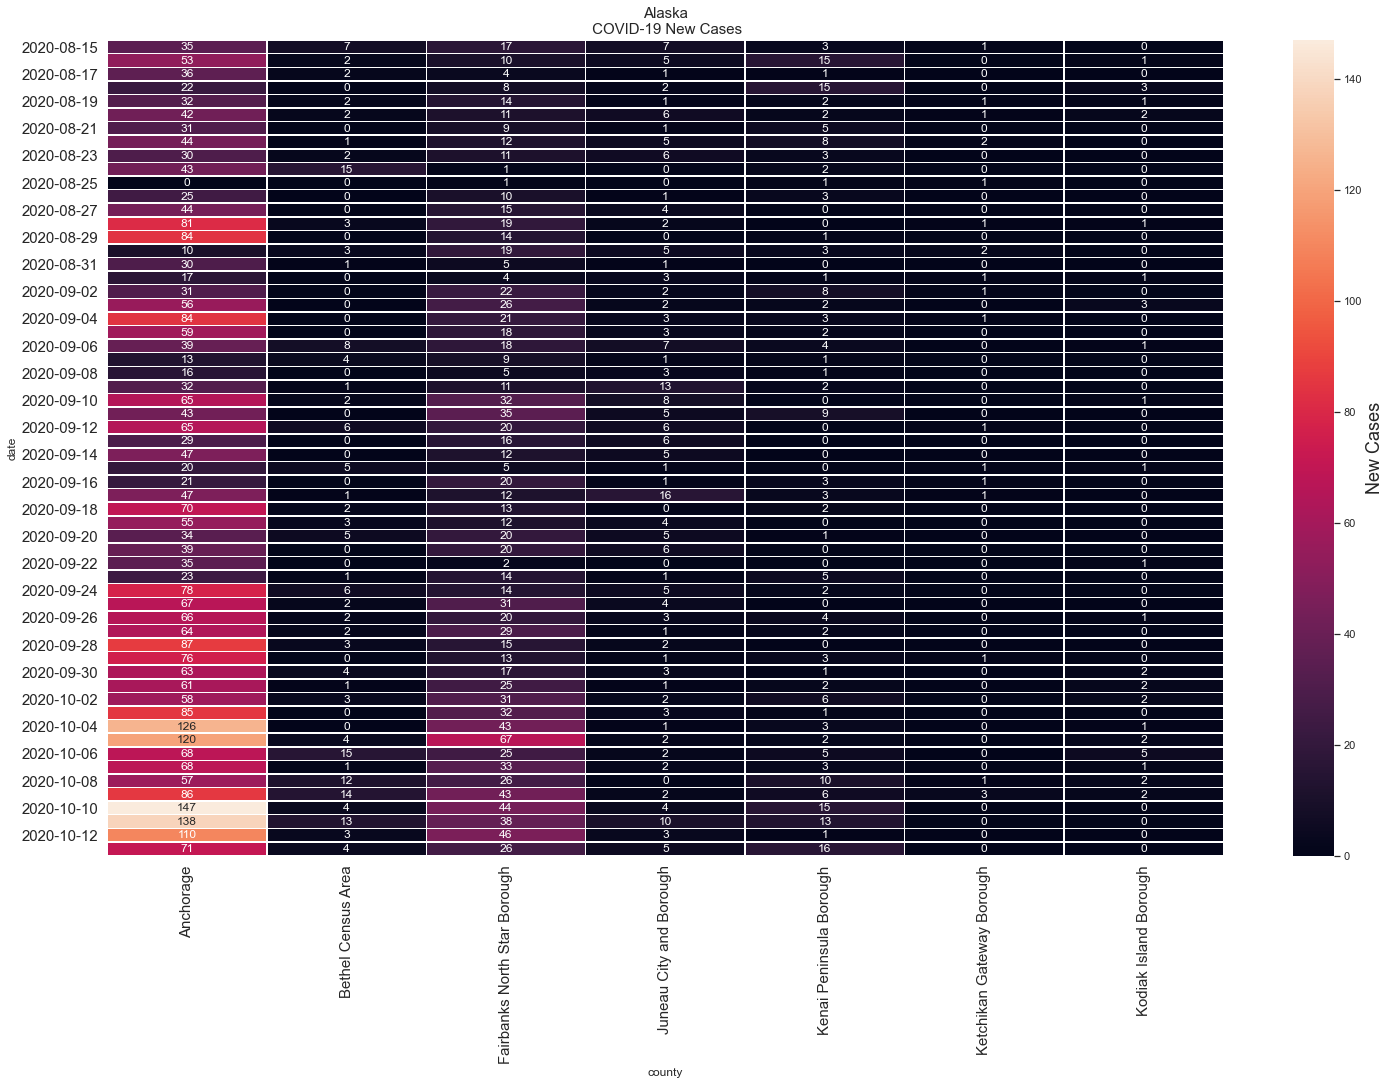 Alaska
COVID-19 New Cases
2020-08-15 35 7 17 7 3 1 0
53 2 10 5 15 0 1
2020-08-17 36 2 4 1 1 0 0
22 0 8 2 15 0 3
2020-08-19 32 2 14 1 2 1 1
42 2 11 6 2 1 2
2020-08-21 31 0 9 1 5 0 0
44 1 12 5 8 2 0
2020-08-23 30 2 11 6 3 0 0
43 15 1 0 2 0 0
2020-08-25 0 0 1 0 1 1 0
25 0 10 1 3 0 0
2020-08-27 44 0 15 4 0 0 0
81 3 19 2 0 1 1
2020-08-29 84 0 14 0 1 0 0
10 3 19 5 3 2 0
2020-08-31 30 1 5 1 0 0 0
17 0 4 3 1 1 1
2020-09-02 31 0 22 2 8 1 0
56 0 26 2 2 0 3
2020-09-04 84 0 21 3 3 1 0
59 0 18 3 2 0 0
2020-09-06 39 8 18 7 4 0 1
13 4 9 1 1 0 0
2020-09-08 16 0 5 3 1 0 0
32 1 11 13 2 0 0
2020-09-10 65 2 32 8 0 0 1
43 0 35 5 9 0 0
2020-09-12 65 6 20 6 0 1 0
29 0 16 6 0 0 0
2020-09-14 47 0 12 5 0 0 0
20 5 5 1 0 1 1
2020-09-16 21 0 20 1 3 1 0
47 1 12 16 3 1 0
2020-09-18 70 2 13 0 2 0 0
55 3 12 4 0 0 0
2020-09-20 34 5 20 5 1 0 0
39 0 20 6 0 0 0
2020-09-22 35 0 2 0 0 0 1
23 1 14 1 5 0 0
2020-09-24 78 6 14 5 2 0 0
67 2 31 4 0 0 0
2020-09-26 66 2 20 3 4 0 1
64 2 29 1 2 0 0
2020-09-28 87 3 15 2 0 0 0
76 0 13 1 3 1 0
2020-09-30 63 4 17 3 1 0 2
61 1 25 1 2 0 2
2020-10-02 58 3 31 2 6 0 2
85 0 32 3 1 0 0
2020-10-04 126 0 43 1 3 0 1
120 4 67 2 2 0 2
2020-10-06 68 15 25 2 5 0 5
68 1 33 2 3 0 1
2020-10-08 57 12 26 0 10 1 2
86 14 43 2 6 3 2
2020-10-10 147 4 44 4 15 0 0
138 13 38 10 13 0 0
2020-10-12 110 3 46 3 1 0 0
71 4 26 5 16 0 0
date
Anchorage
Bethel Census Area
Fairbanks North Star Borough
Juneau City and Borough
Kenai Peninsula Borough
Ketchikan Gateway Borough
Kodiak Island Borough
county
140
120
100
80
60
40
20
0
New Cases